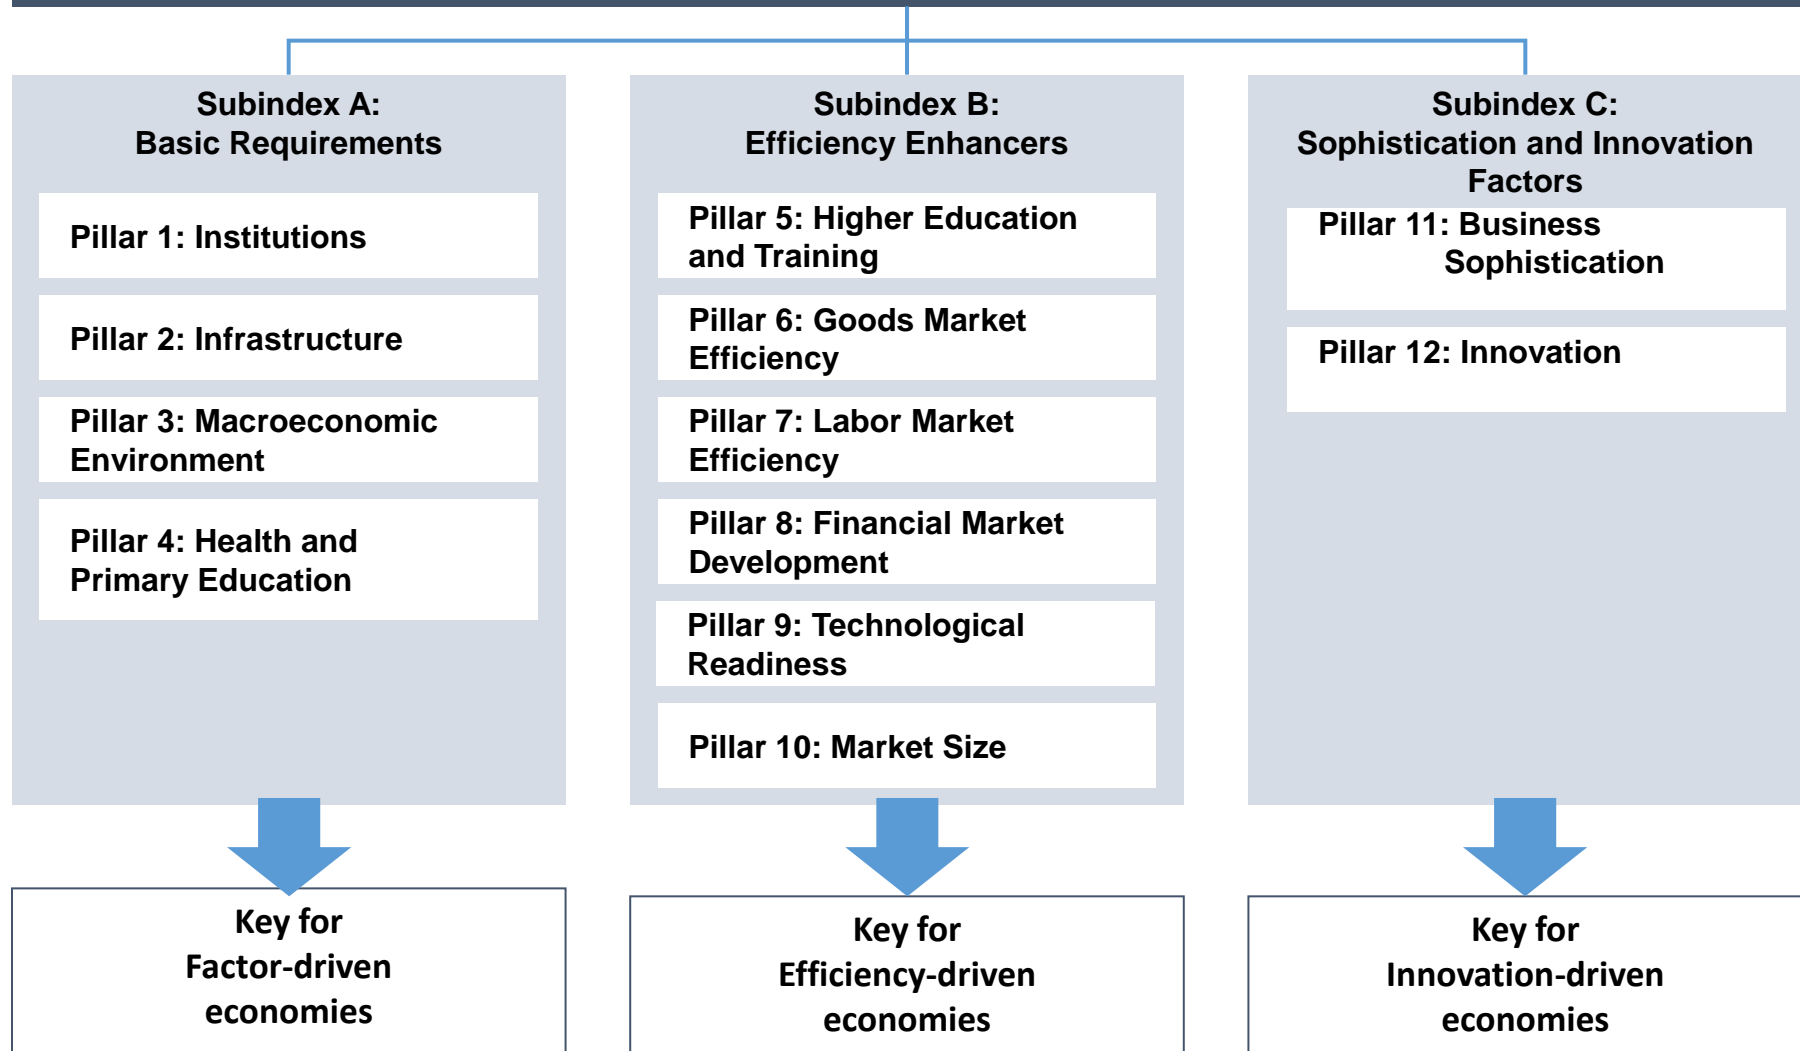 Subindex A:
Basic Requirements
Pillar 1: Institutions
Pillar 2: Infrastructure
Pillar 3: Macroeconomic
Environment
Pillar 4: Health and
Primary Education
Key for
Factor-driven
economies
Subindex B:
Efficiency Enhancers
Pillar 5: Higher Education
and Training
Pillar 6: Goods Market
Efficiency
Pillar 7: Labor Market
Efficiency
Pillar 8: Financial Market
Development
Pillar 9: Technological
Readiness
Pillar 10: Market Size
Key for
Efficiency-driven
economies
Subindex C:
Sophistication and Innovation
Factors
Pillar 11: Business
Sophistication
Pillar 12: Innovation
Key for
Innovation-driven
economies